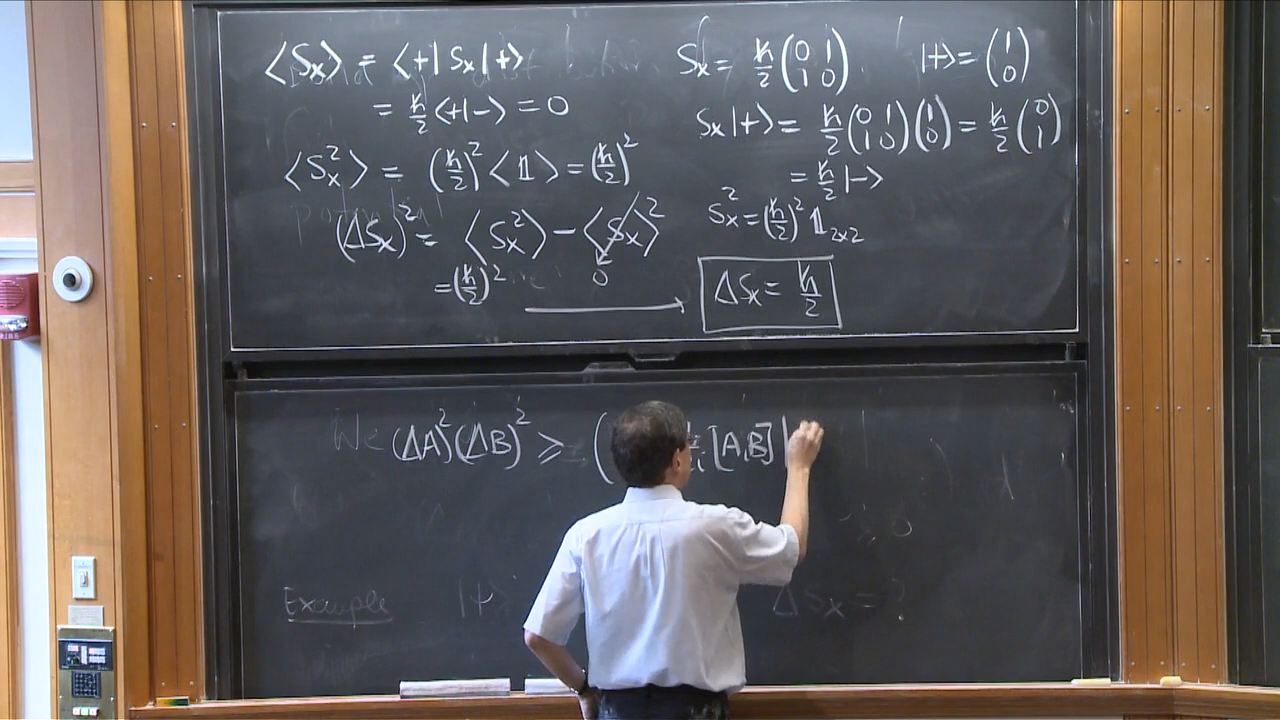 ⟨Sx⟩ = ⟨+| Sx |+⟩
= ħ/2 ⟨+|−⟩ = 0
⟨Sx²⟩ = (ħ/2)² ⟨𝟙⟩ = (ħ/2)²
(ΔSx)² = ⟨Sx²⟩ − ⟨Sx⟩²
0
= (ħ/2)²
Sx = ħ/2 (0 1; 1 0), |+⟩ = (1; 0)
Sx |+⟩ = ħ/2 (0 1; 1 0) (1; 0) = ħ/2 (0; 1)
= ħ/2 |−⟩
Sx² = (ħ/2)² 𝟙2x2
ΔSx = ħ/2
We (ΔA)² (ΔB)² ≥ ( i [A,B] |
Example |ψ ΔSx = ?